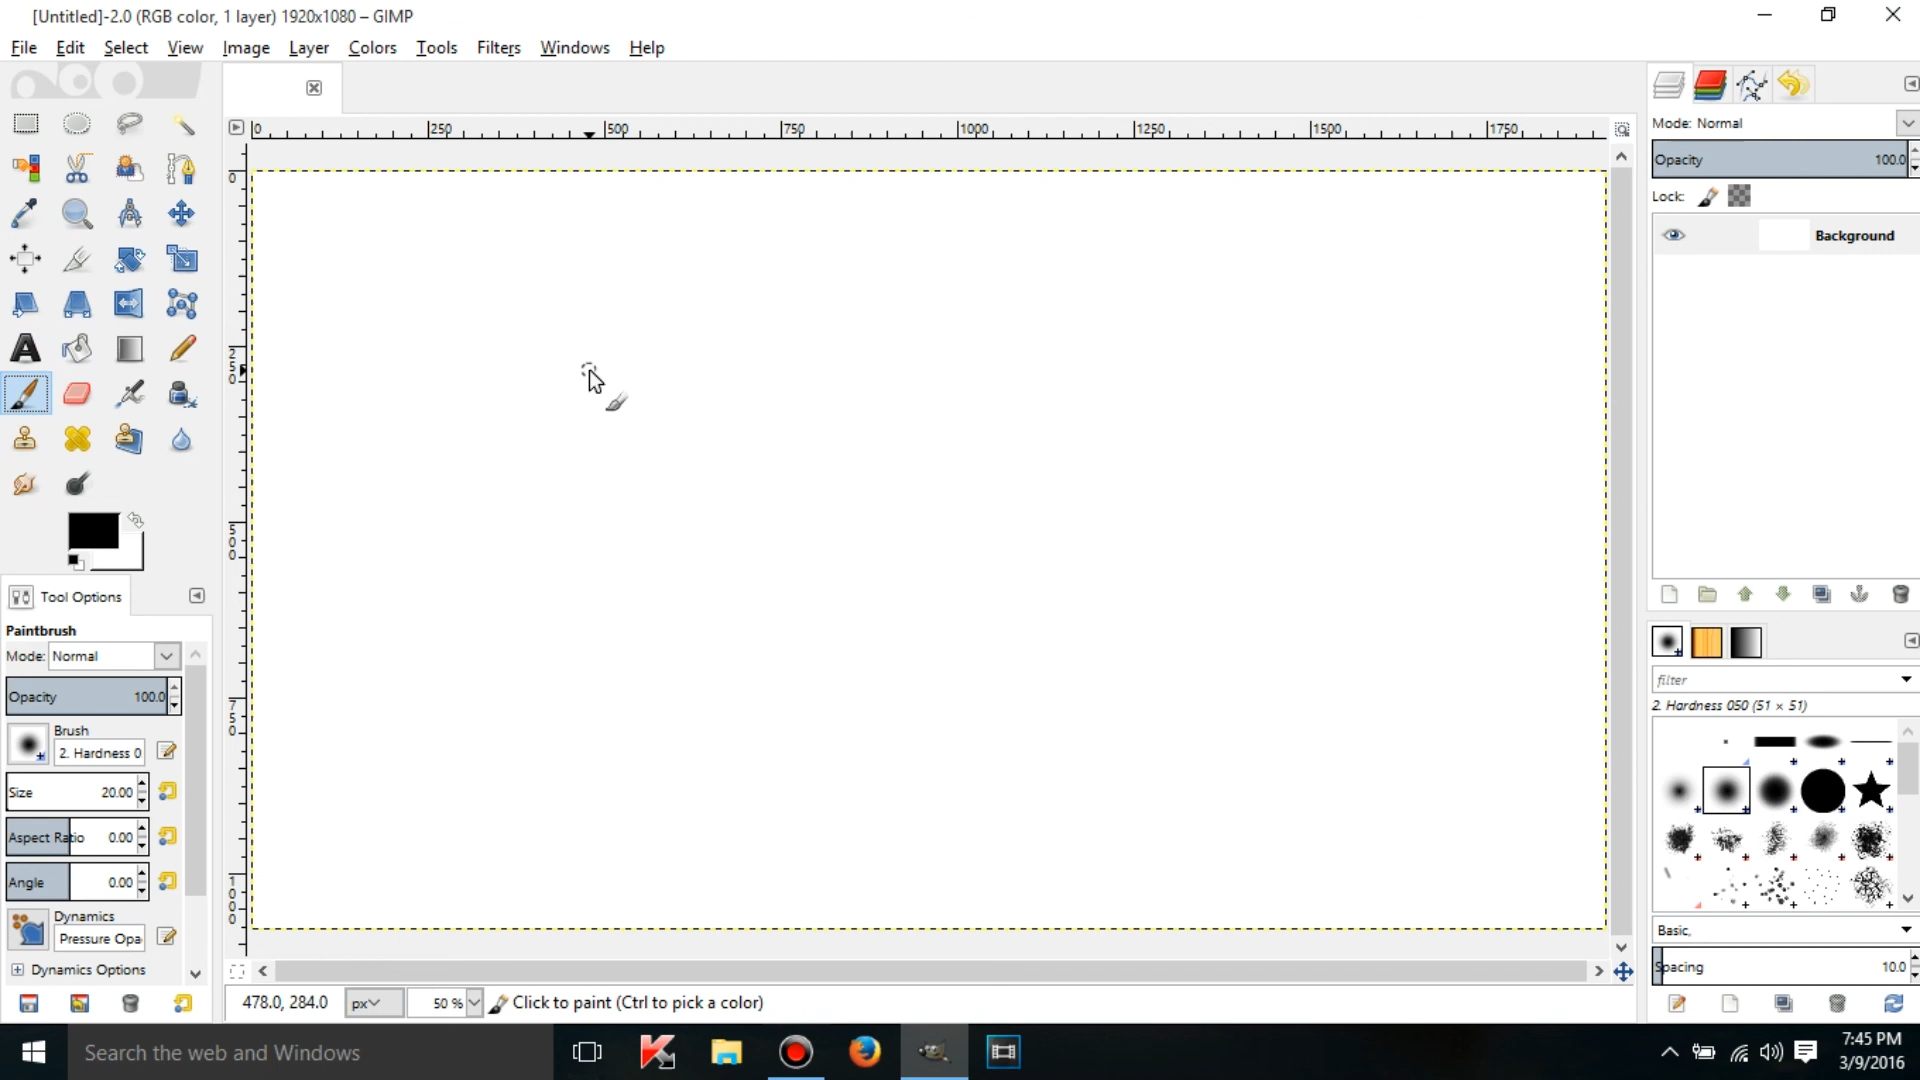 [Untitled]-2.0 (RGB color, 1 layer) 1920x1080 – GIMP
File Edit Select View Image Layer Colors Tools Filters Windows Help
0 250 500 750 1000 1250 1500 1750
0
250
500
750
1000
Mode: Normal
Opacity 100.0
Lock:
Background
Tool Options
Paintbrush
Mode: Normal
Opacity 100.0
Brush
2. Hardness 0
Size 20.00
Aspect Ratio 0.00
Angle 0.00
Dynamics
Pressure Opa
Dynamics Options
filter
2. Hardness 050 (51 × 51)
Basic,
Spacing 10.0
478.0, 284.0 px 50 % Click to paint (Ctrl to pick a color)
Search the web and Windows
7:45 PM
3/9/2016